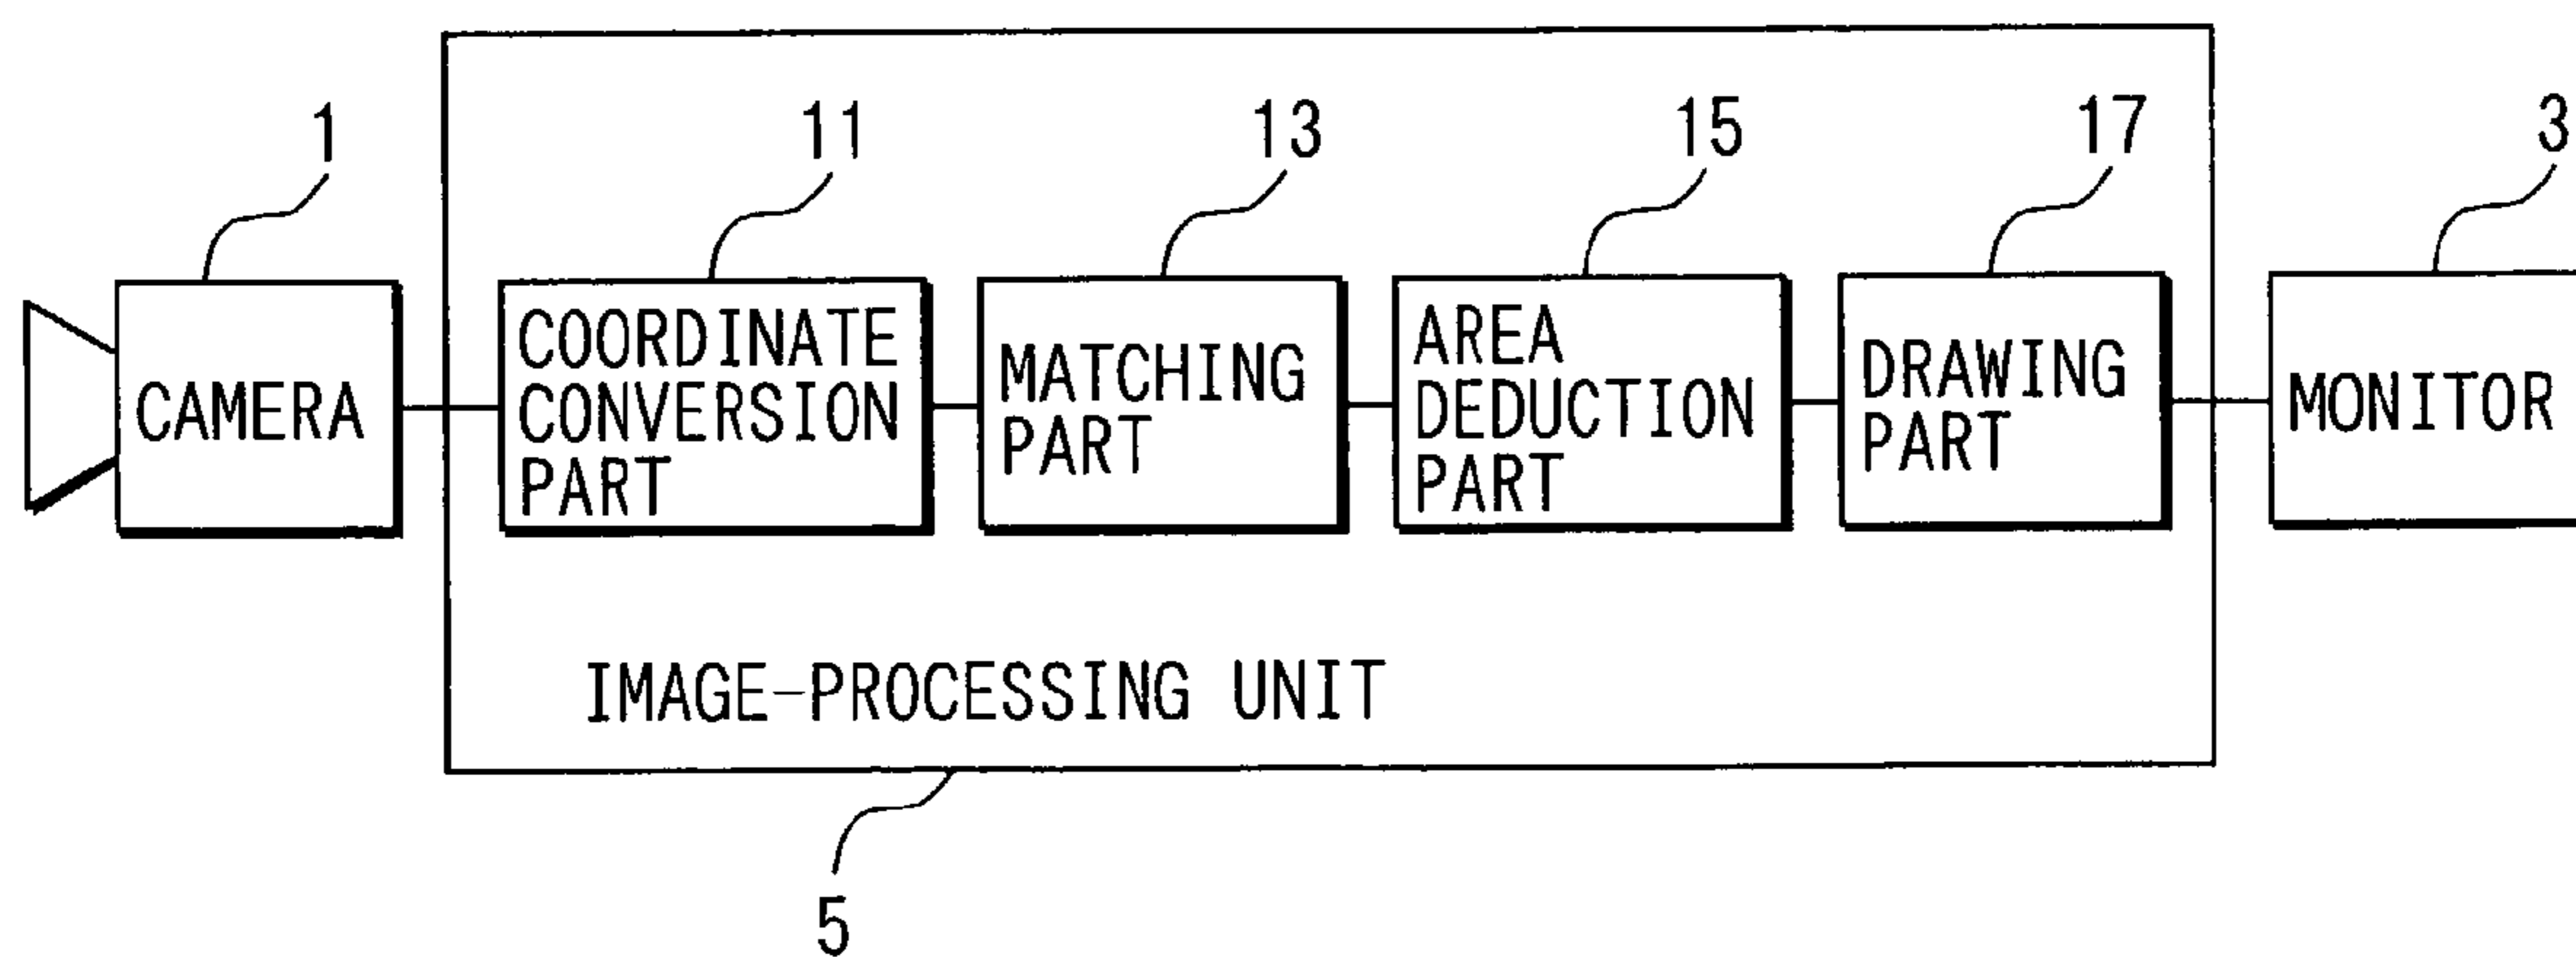 1
11
13
15
17
3
CAMERA
COORDINATE
CONVERSION
PART
MATCHING
PART
AREA
DEDUCTION
PART
DRAWING
PART
MONITOR
IMAGE-PROCESSING UNIT
5